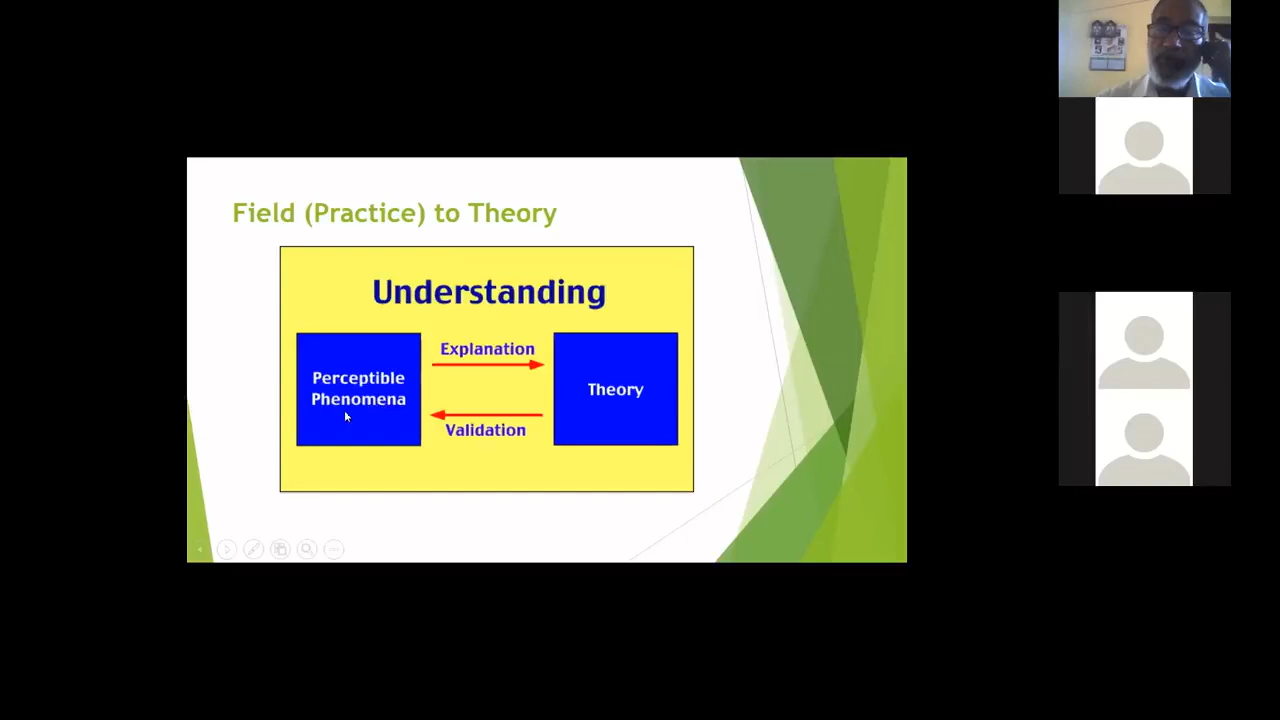 Field (Practice) to Theory
Understanding
Explanation
Perceptible
Phenomena
Theory
Validation